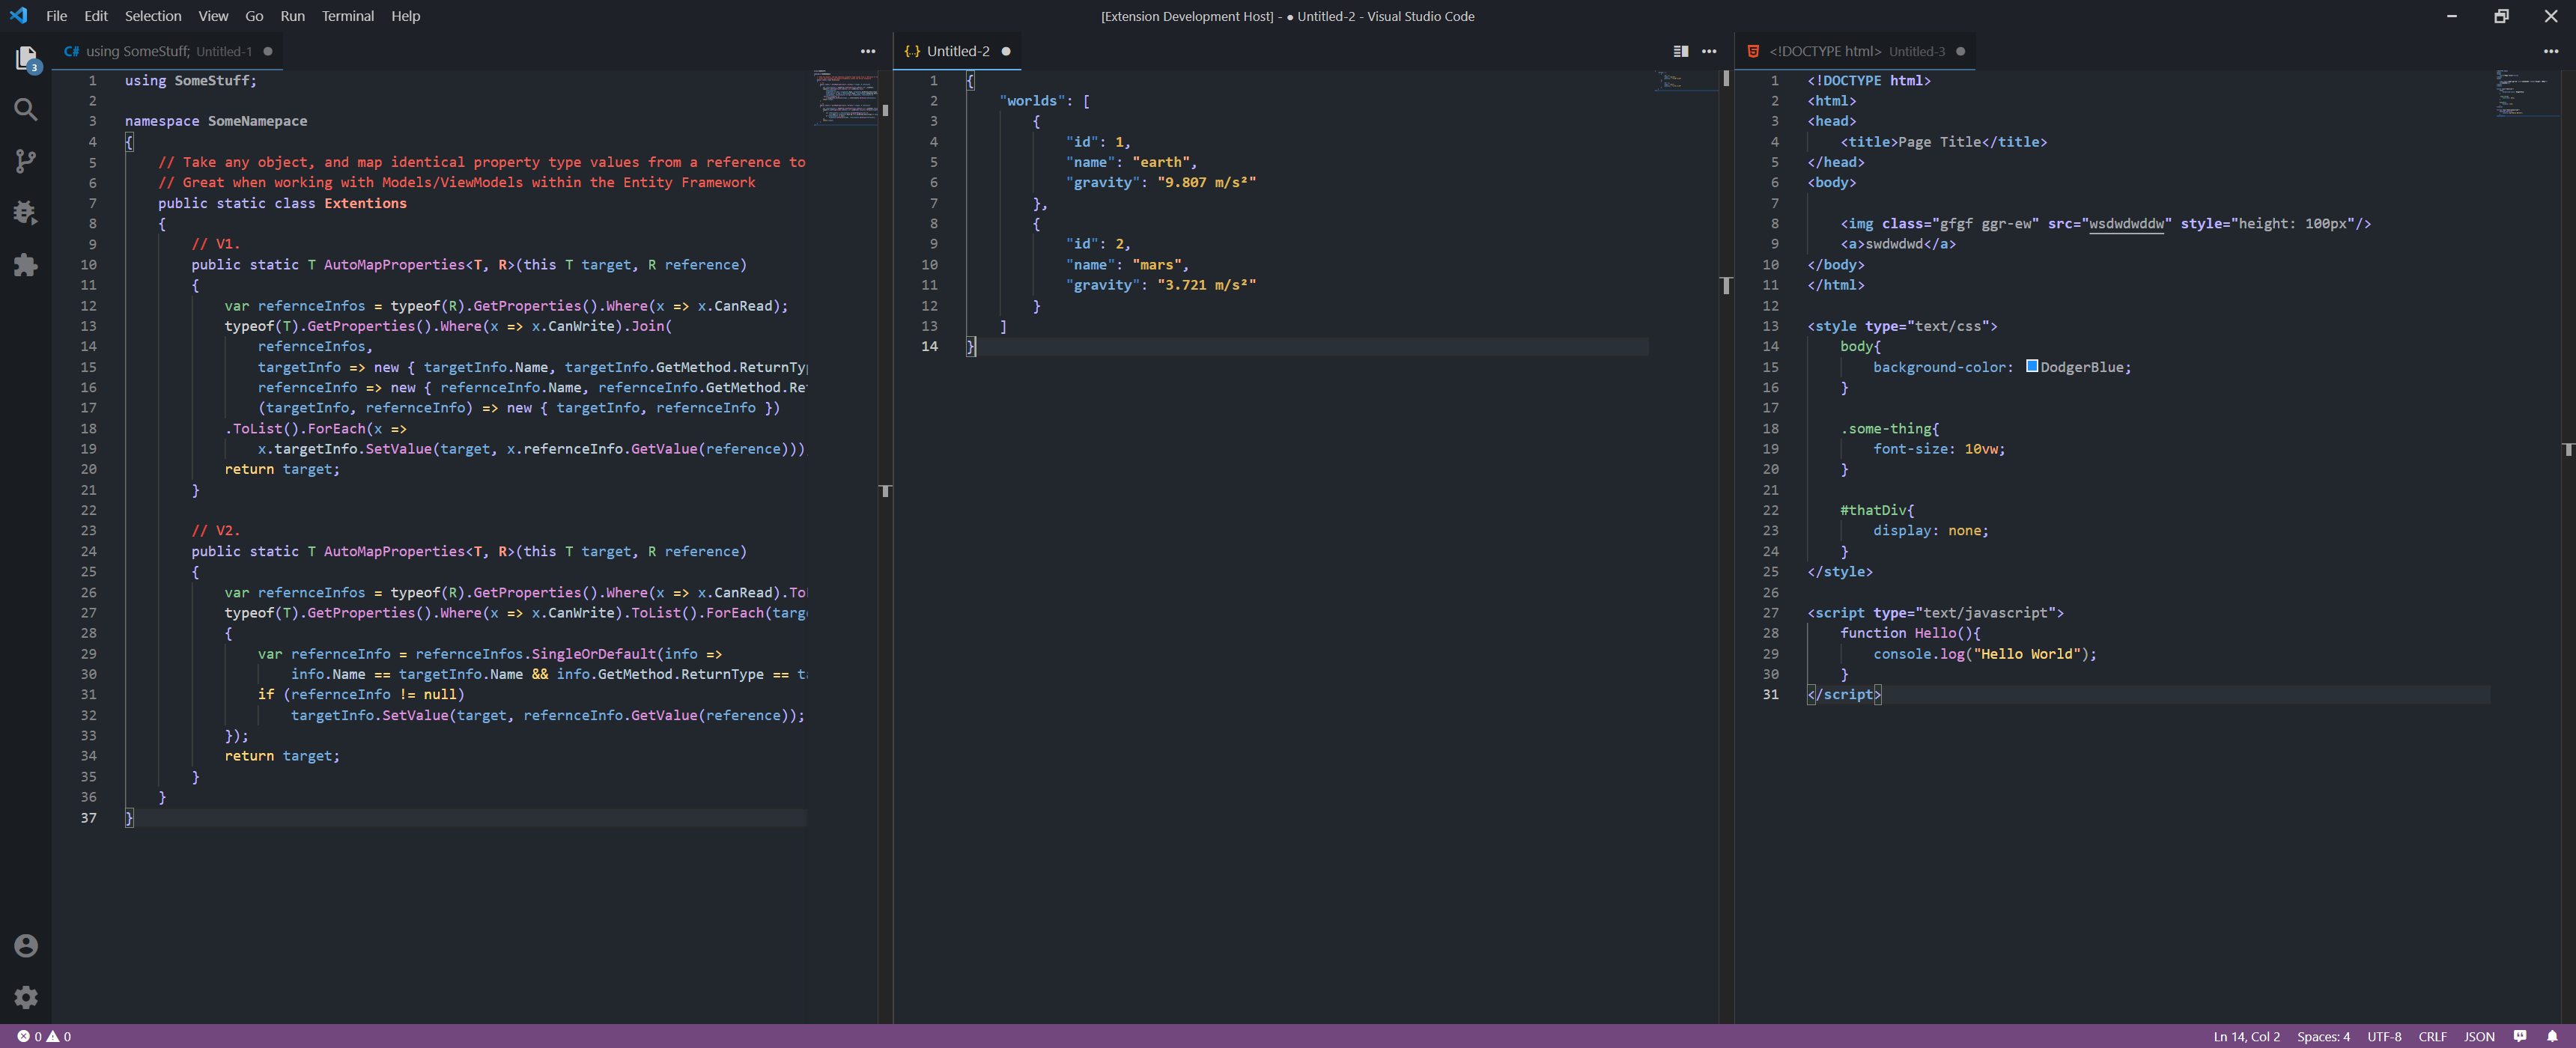 File Edit Selection View Go Run Terminal Help
[Extension Development Host] - ● Untitled-2 - Visual Studio Code
3
C# using SomeStuff; Untitled-1 ●
1 using SomeStuff;
2
3 namespace SomeNamepace
4 {
5 // Take any object, and map identical property type values from a reference to
6 // Great when working with Models/ViewModels within the Entity Framework
7 public static class Extentions
8 {
9 // V1.
10 public static T AutoMapProperties<T, R>(this T target, R reference)
11 {
12 var refernceInfos = typeof(R).GetProperties().Where(x => x.CanRead);
13 typeof(T).GetProperties().Where(x => x.CanWrite).Join(
14 refernceInfos,
15 targetInfo => new { targetInfo.Name, targetInfo.GetMethod.ReturnTy
16 refernceInfo => new { refernceInfo.Name, refernceInfo.GetMethod.Re
17 (targetInfo, refernceInfo) => new { targetInfo, refernceInfo })
18 .ToList().ForEach(x =>
19 x.targetInfo.SetValue(target, x.refernceInfo.GetValue(reference)))
20 return target;
21 }
22
23 // V2.
24 public static T AutoMapProperties<T, R>(this T target, R reference)
25 {
26 var refernceInfos = typeof(R).GetProperties().Where(x => x.CanRead).To
27 typeof(T).GetProperties().Where(x => x.CanWrite).ToList().ForEach(targ
28 {
29 var refernceInfo = refernceInfos.SingleOrDefault(info =>
30 info.Name == targetInfo.Name && info.GetMethod.ReturnType == t
31 if (refernceInfo != null)
32 targetInfo.SetValue(target, refernceInfo.GetValue(reference));
33 });
34 return target;
35 }
36 }
37 }
{..} Untitled-2 ●
1 {
2 "worlds": [
3 {
4 "id": 1,
5 "name": "earth",
6 "gravity": "9.807 m/s²"
7 },
8 {
9 "id": 2,
10 "name": "mars",
11 "gravity": "3.721 m/s²"
12 }
13 ]
14 }
<!DOCTYPE html> Untitled-3 ●
1 <!DOCTYPE html>
2 <html>
3 <head>
4 <title>Page Title</title>
5 </head>
6 <body>
7
8 <img class="gfgf ggr-ew" src="wsdwdwddw" style="height: 100px"/>
9 <a>swdwdwd</a>
10 </body>
11 </html>
12
13 <style type="text/css">
14 body{
15 background-color: DodgerBlue;
16 }
17
18 .some-thing{
19 font-size: 10vw;
20 }
21
22 #thatDiv{
23 display: none;
24 }
25 </style>
26
27 <script type="text/javascript">
28 function Hello(){
29 console.log("Hello World");
30 }
31 </script>
0 0
Ln 14, Col 2 Spaces: 4 UTF-8 CRLF JSON